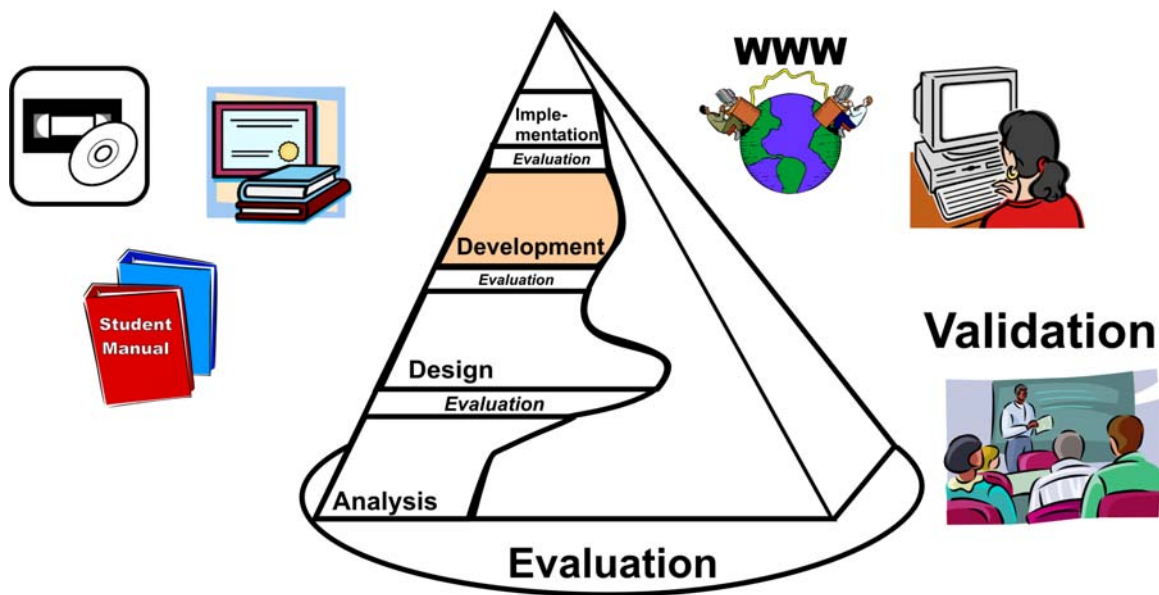 WWW
Imple-
mentation
Evaluation
Development
Evaluation
Student
Manual
Design
Evaluation
Validation
Analysis
Evaluation